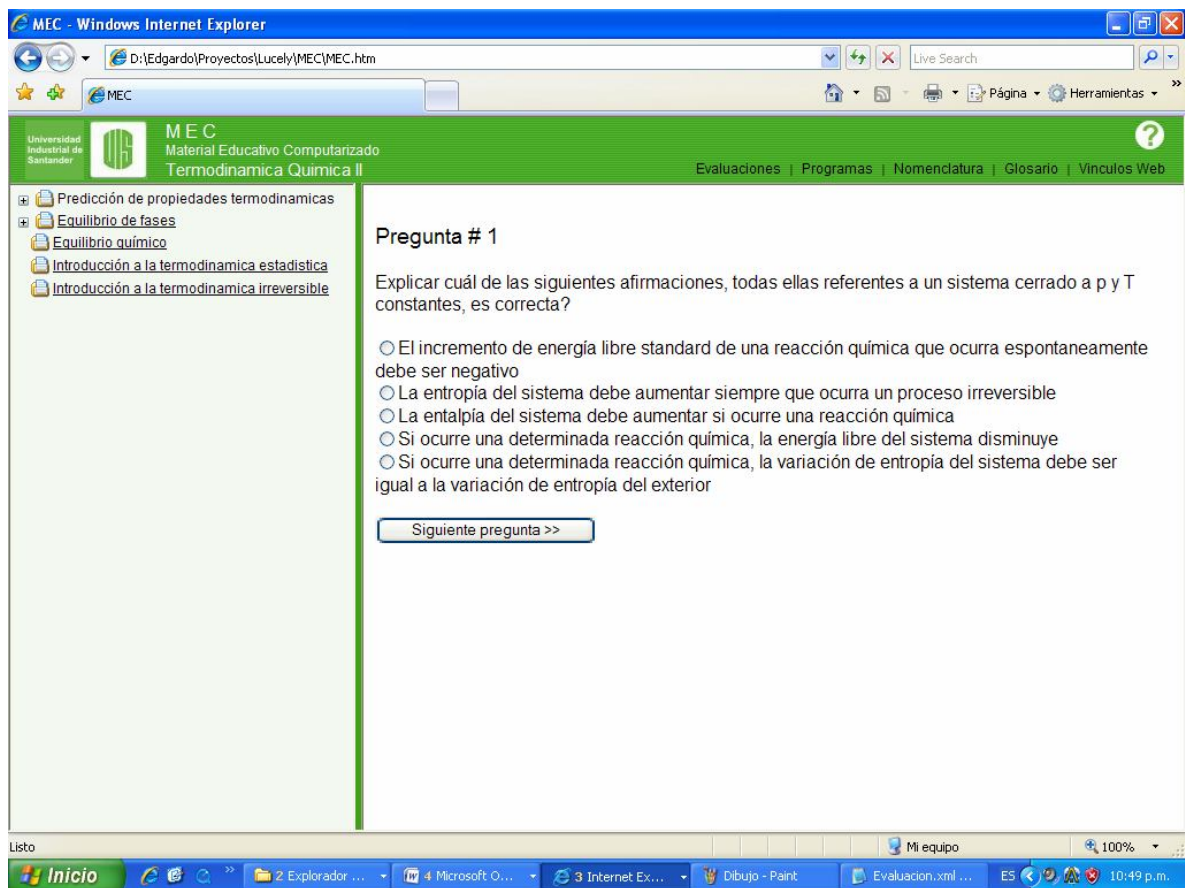 MEC - Windows Internet Explorer
D:\Edgardo\Proyectos\Lucely\MEC\MEC.htm
Live Search
MEC
Página
Herramientas
»
Universidad
Industrial de
Santander
M E C
Material Educativo Computarizado
Termodinamica Quimica II
?
Evaluaciones | Programas | Nomenclatura | Glosario | Vinculos Web
Predicción de propiedades termodinamicas
Equilibrio de fases
Equilibrio químico
Introducción a la termodinamica estadistica
Introducción a la termodinamica irreversible
Pregunta # 1
Explicar cuál de las siguientes afirmaciones, todas ellas referentes a un sistema cerrado a p y T
constantes, es correcta?
El incremento de energía libre standard de una reacción química que ocurra espontaneamente
debe ser negativo
La entropía del sistema debe aumentar siempre que ocurra un proceso irreversible
La entalpía del sistema debe aumentar si ocurre una reacción química
Si ocurre una determinada reacción química, la energía libre del sistema disminuye
Si ocurre una determinada reacción química, la variación de entropía del sistema debe ser
igual a la variación de entropía del exterior
Siguiente pregunta >>
Listo
Mi equipo
100%
Inicio
»
2 Explorador ...
4 Microsoft O...
3 Internet Ex...
Dibujo - Paint
Evaluacion.xml ...
ES
10:49 p.m.